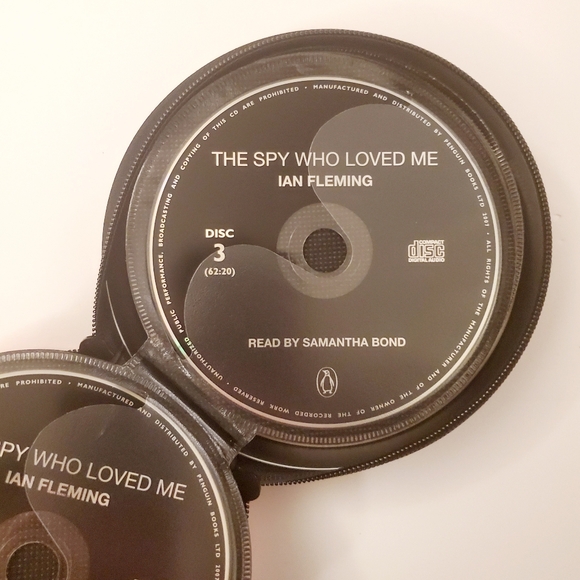 THE SPY WHO LOVED ME
IAN FLEMING
DISC
3
(62:20)
COMPACT
disc
DIGITAL AUDIO
READ BY SAMANTHA BOND
UNAUTHORIZED PUBLIC PERFORMANCE, BROADCASTING AND COPYING OF THIS CD ARE PROHIBITED • MANUFACTURED AND DISTRIBUTED BY PENGUIN BOOKS LTD 2007 • ALL RIGHTS OF THE MANUFACTURER AND OF THE OWNER OF THE RECORDED WORK RESERVED •
ARE PROHIBITED • MANUFACTURED AND DISTRIBUTED BY PENGUIN BOOKS LTD
SPY WHO LOVED ME
IAN FLEMING